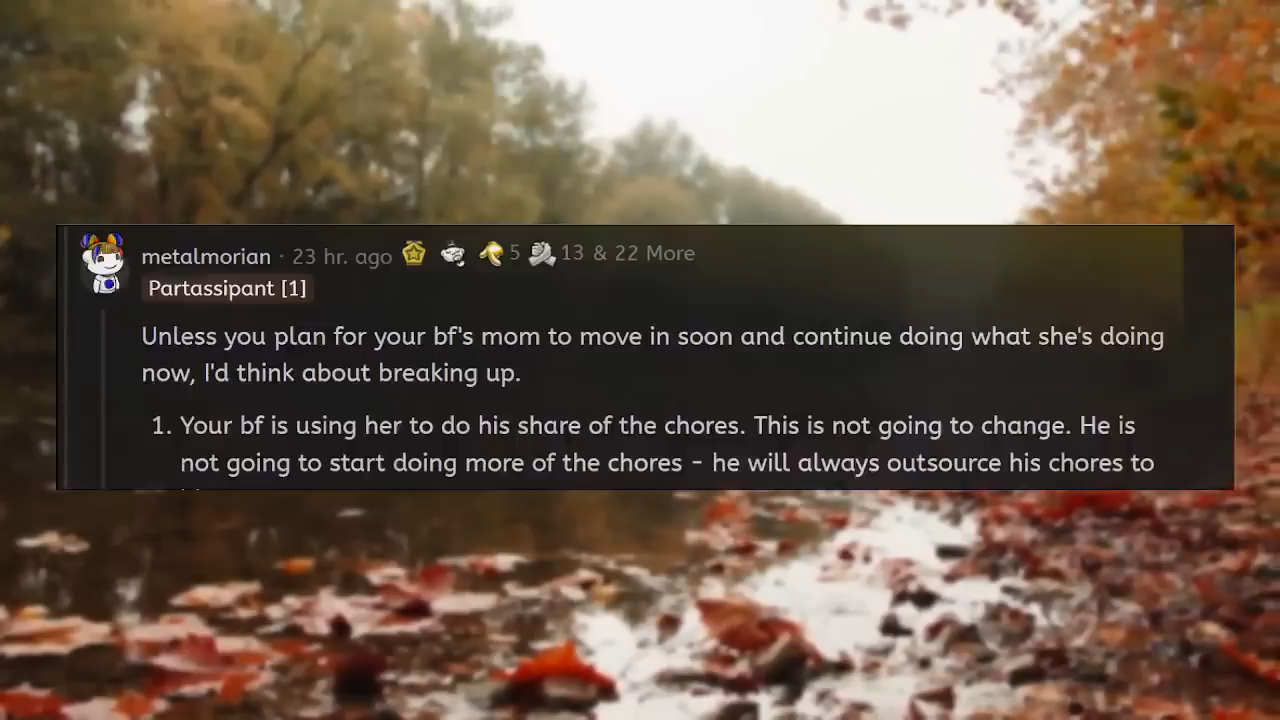 metalmorian · 23 hr. ago 5 13 & 22 More
Partassipant [1]
Unless you plan for your bf's mom to move in soon and continue doing what she's doing
now, I'd think about breaking up.
1. Your bf is using her to do his share of the chores. This is not going to change. He is
not going to start doing more of the chores - he will always outsource his chores to